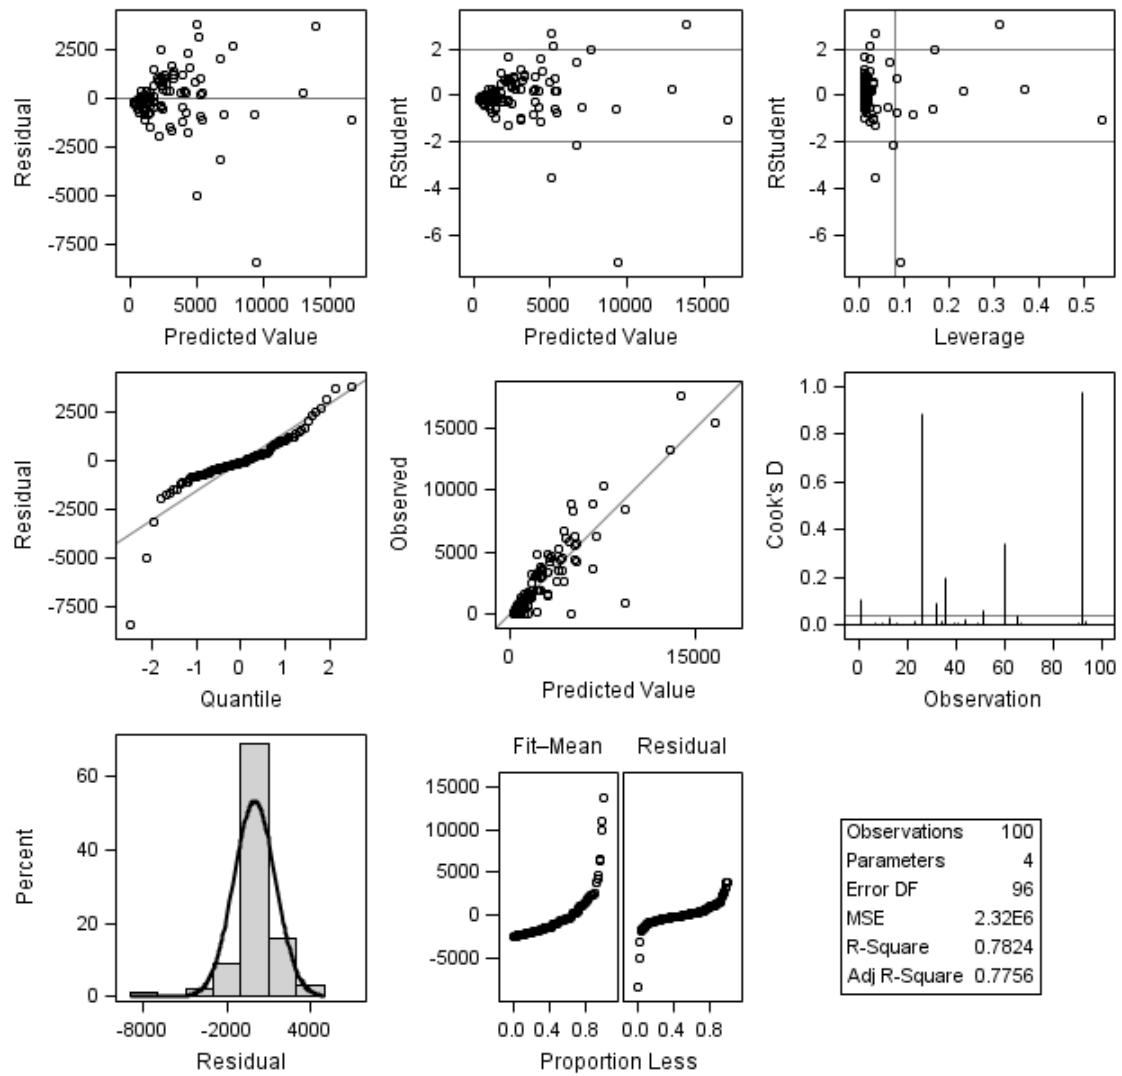 2500
0
-2500
-5000
-7500
Residual
0 5000 10000 15000
Predicted Value
2
0
-2
-4
-6
RStudent
0 5000 10000 15000
Predicted Value
2
0
-2
-4
-6
RStudent
0.0 0.1 0.2 0.3 0.4 0.5
Leverage
2500
0
-2500
-5000
-7500
Residual
-2 -1 0 1 2
Quantile
15000
10000
5000
0
Observed
0 15000
Predicted Value
1.0
0.8
0.6
0.4
0.2
0.0
Cook's D
0 20 40 60 80 100
Observation
60
40
20
0
Percent
-8000 -2000 4000
Residual
Fit–Mean Residual
15000
10000
5000
0
-5000
0.0 0.4 0.8 0.0 0.4 0.8
Proportion Less
Observations 100
Parameters 4
Error DF 96
MSE 2.32E6
R-Square 0.7824
Adj R-Square 0.7756